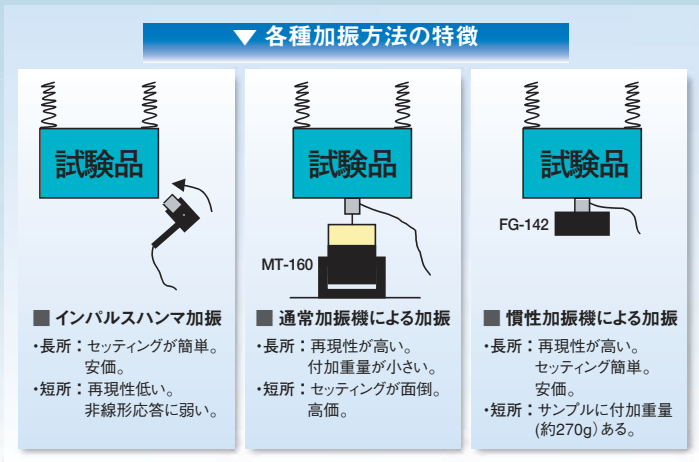 ▼ 各種加振方法の特徴
試験品
試験品
試験品
FG-142
MT-160
■ インパルスハンマ加振
・長所：セッティングが簡単。
安価。
・短所：再現性低い。
非線形応答に弱い。
■ 通常加振機による加振
・長所：再現性が高い。
付加重量が小さい。
・短所：セッティングが面倒。
高価。
■ 慣性加振機による加振
・長所：再現性が高い。
セッティング簡単。
安価。
・短所：サンプルに付加重量
(約270g)ある。